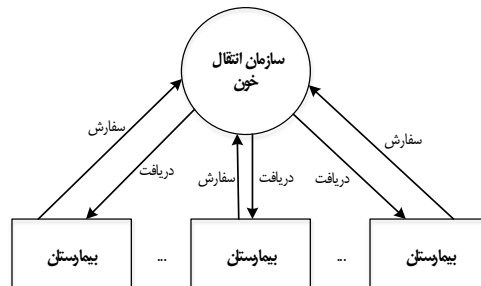 سازمان انتقال
خون
سفارش
دریافت
سفارش
دریافت
دریافت
سفارش
بیمارستان
...
بیمارستان
...
بیمارستان